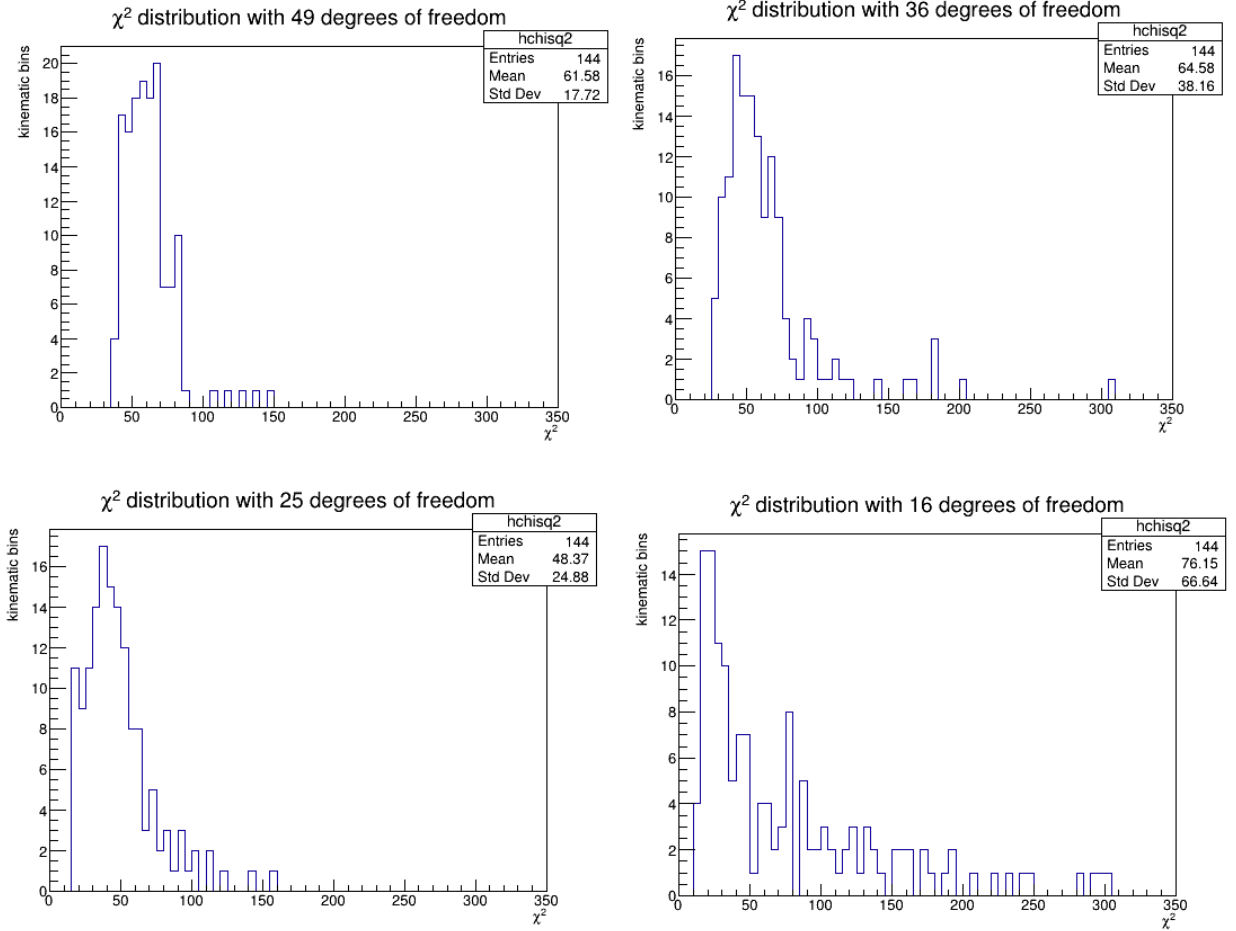 χ² distribution with 49 degrees of freedom
hchisq2
Entries 144
Mean 61.58
Std Dev 17.72
kinematic bins
20
18
16
14
12
10
8
6
4
2
0
0 50 100 150 200 250 300 350
χ²
χ² distribution with 36 degrees of freedom
hchisq2
Entries 144
Mean 64.58
Std Dev 38.16
kinematic bins
16
14
12
10
8
6
4
2
0
0 50 100 150 200 250 300 350
χ²
χ² distribution with 25 degrees of freedom
hchisq2
Entries 144
Mean 48.37
Std Dev 24.88
kinematic bins
16
14
12
10
8
6
4
2
0
0 50 100 150 200 250 300 350
χ²
χ² distribution with 16 degrees of freedom
hchisq2
Entries 144
Mean 76.15
Std Dev 66.64
kinematic bins
14
12
10
8
6
4
2
0
0 50 100 150 200 250 300 350
χ²